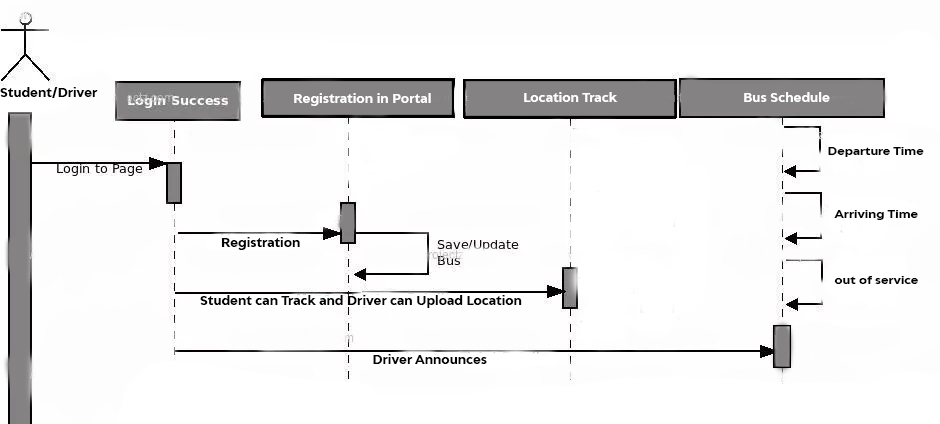 Student/Driver
Login Success
Registration in Portal
Location Track
Bus Schedule
Departure Time
Login to Page
Arriving Time
Registration
Save/Update
Bus
out of service
Student can Track and Driver can Upload Location
Driver Announces